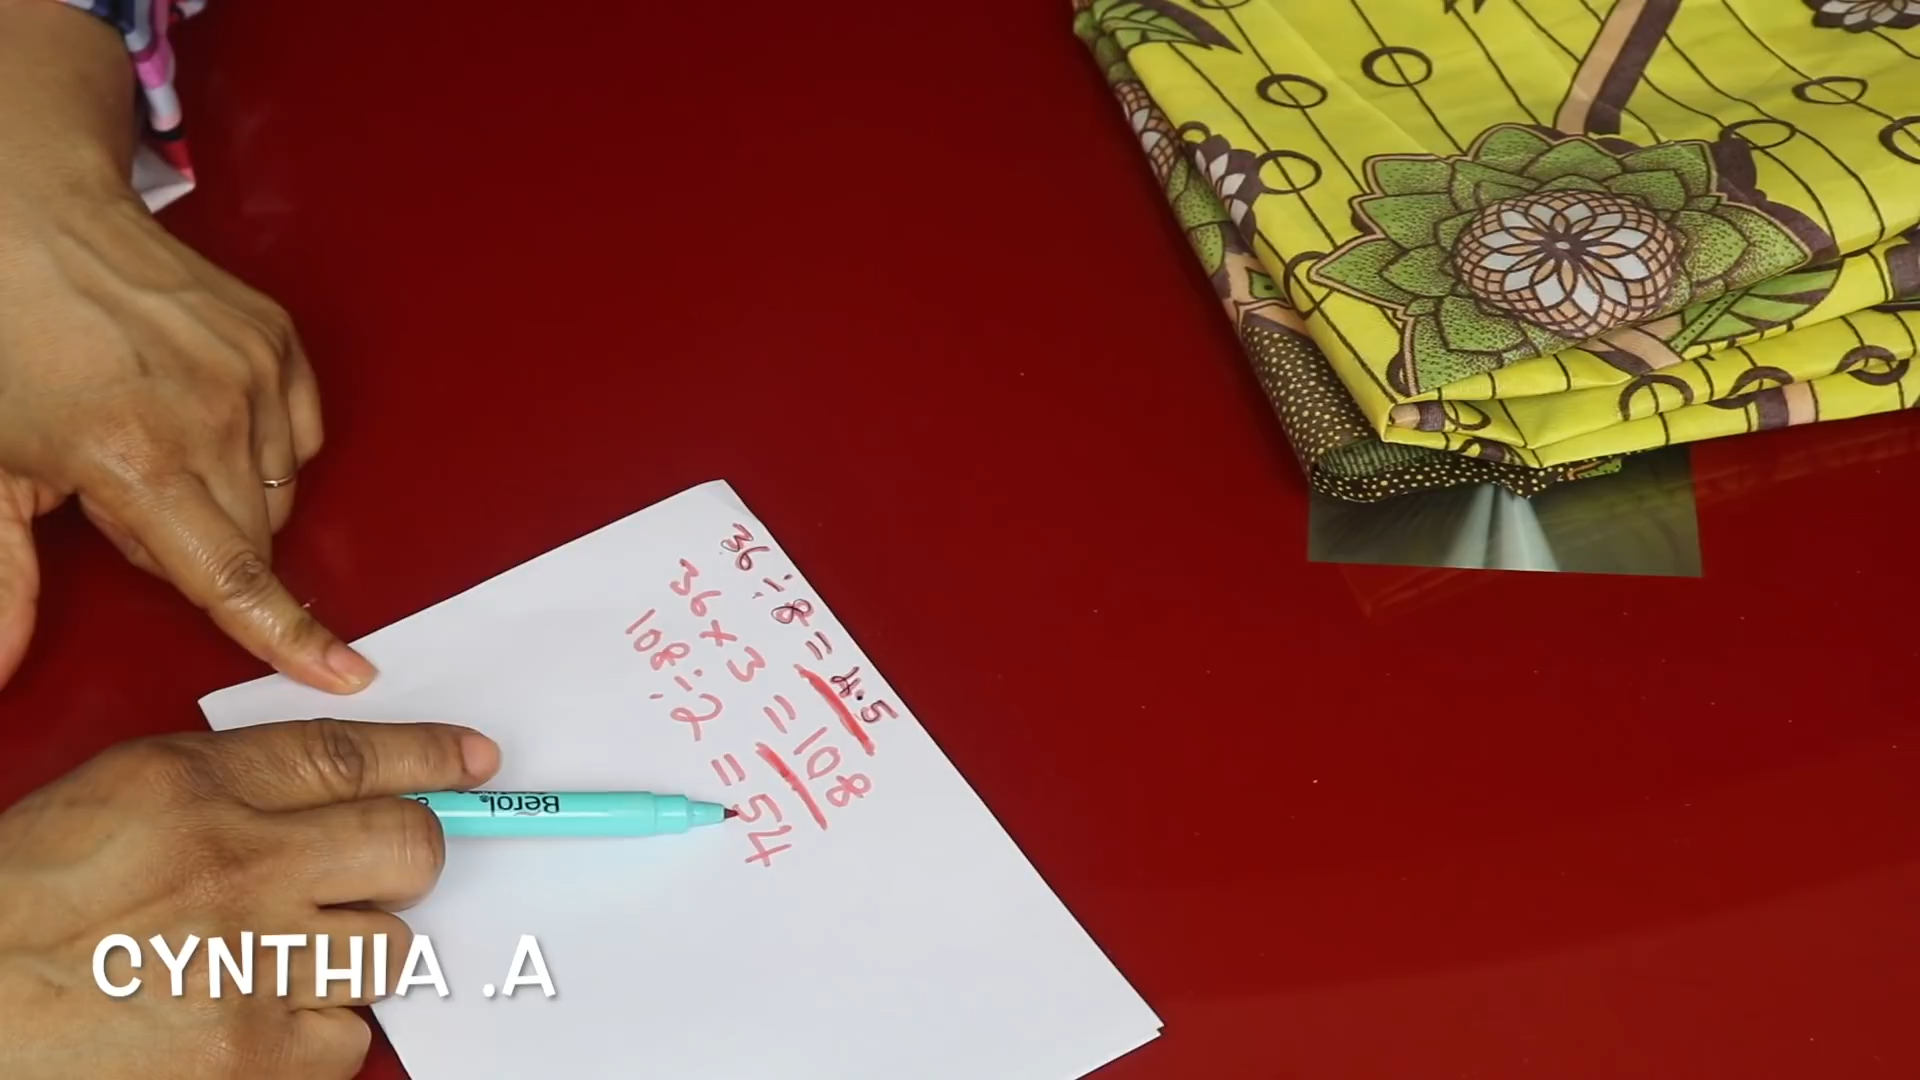 36 ÷ 8 = 4.5
36 x 3 = 108
108 ÷ 2 = 54
Berol
CYNTHIA .A